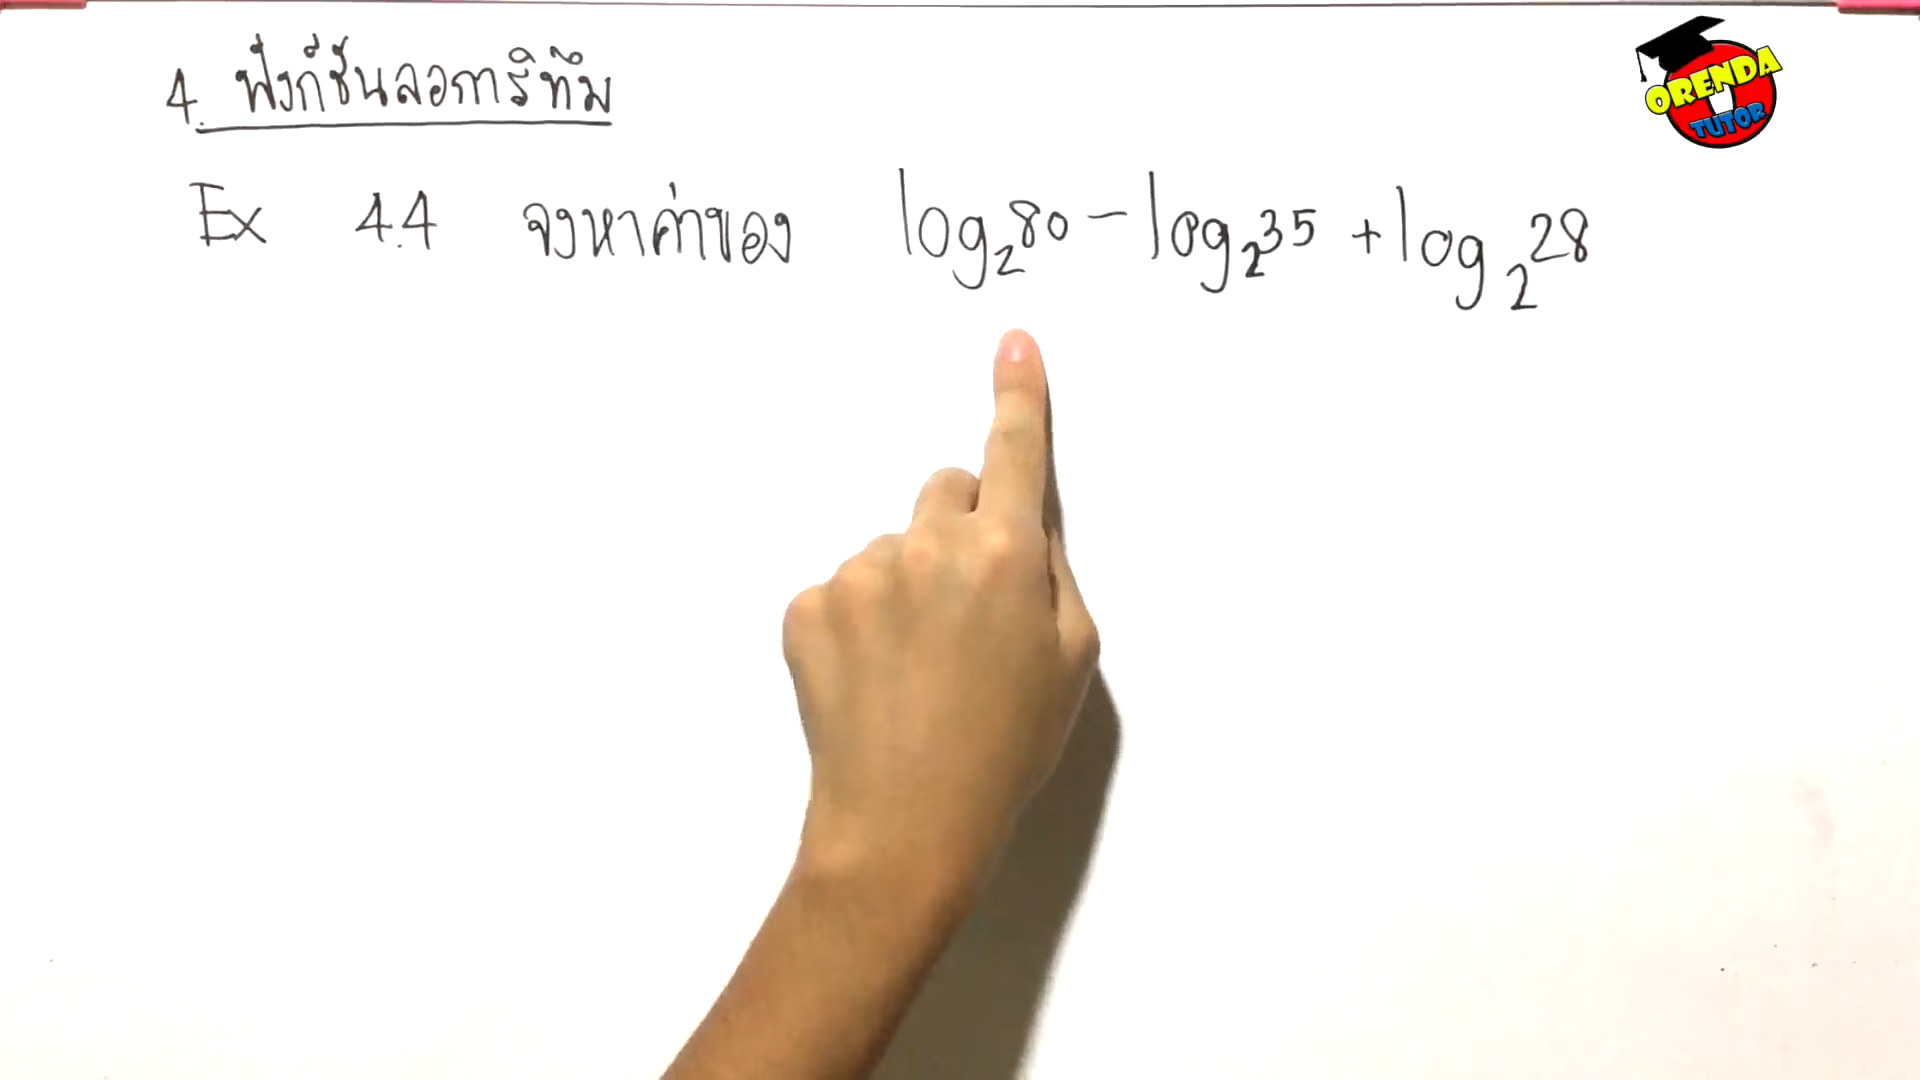 4. ฟังก์ชันลอการิทึม
ORENDA
TUTOR
Ex 4.4 จงหาค่าของ log₂80 - log₂35 + log₂28